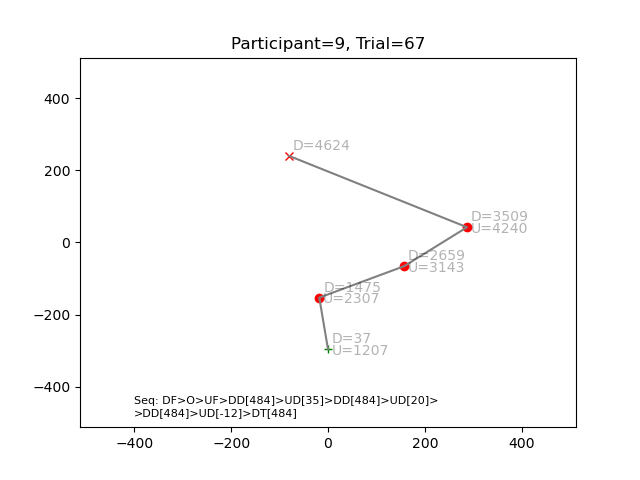 Participant=9, Trial=67
400
200
0
−200
−400
D=4624
D=3509
U=4240
D=2659
U=3143
D=1475
U=2307
D=37
U=1207
Seq: DF>O>UF>DD[484]>UD[35]>DD[484]>UD[20]>
>DD[484]>UD[-12]>DT[484]
−400 −200 0 200 400